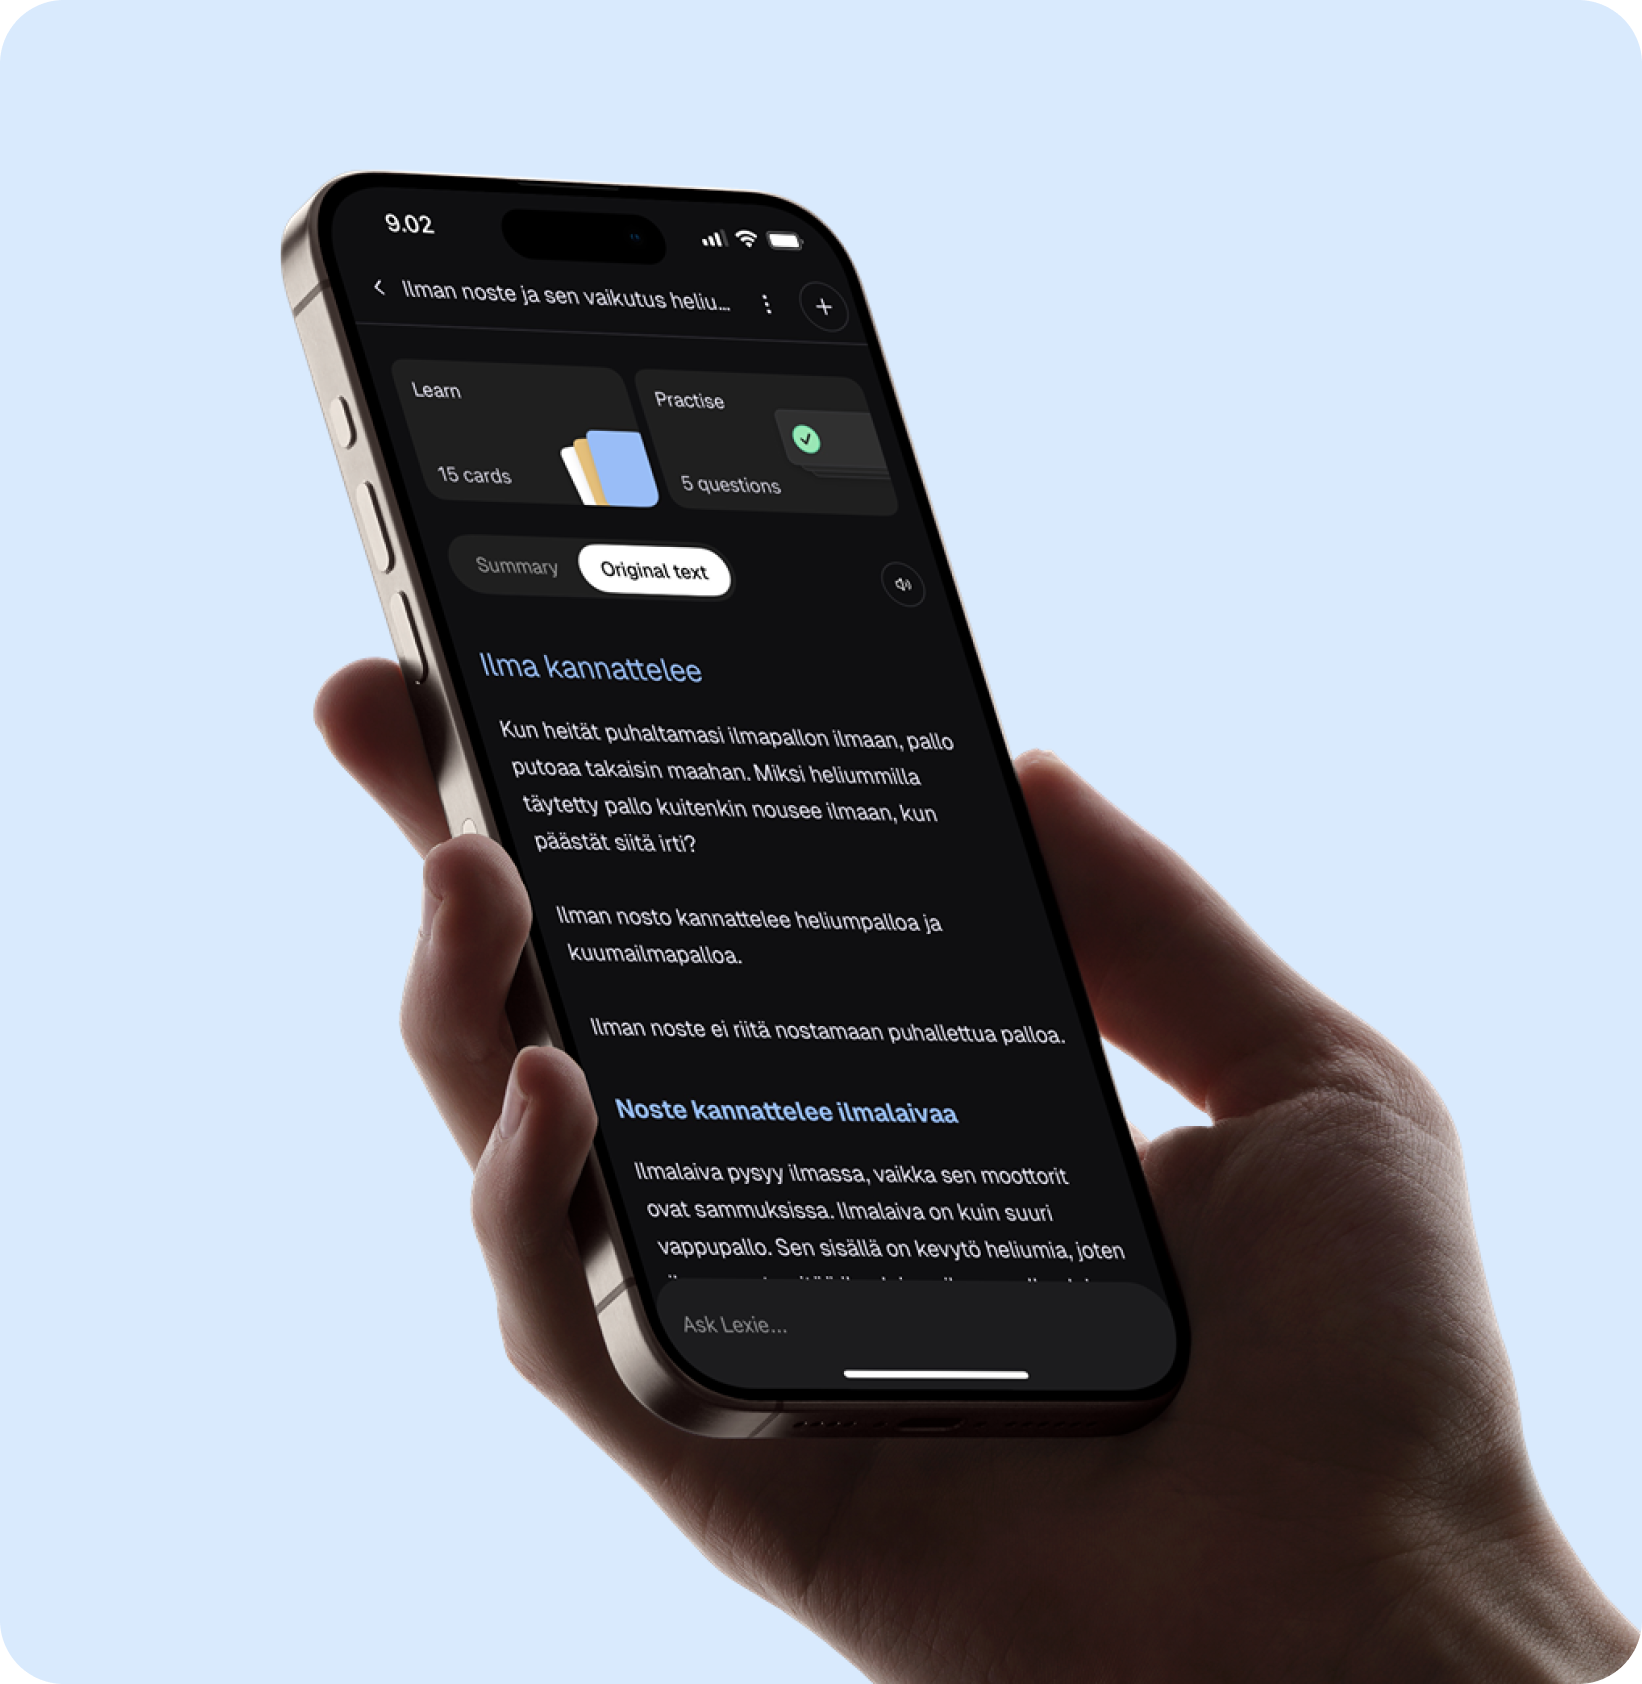 9.02
Ilman noste ja sen vaikutus heliu...
Learn
Practise
15 cards
5 questions
Summary
Original text
Ilma kannattelee
Kun heität puhaltamasi ilmapallon ilmaan, pallo
putoaa takaisin maahan. Miksi heliummilla
täytetty pallo kuitenkin nousee ilmaan, kun
päästät siitä irti?
Ilman nosto kannattelee heliumpalloa ja
kuumailmapalloa.
Ilman noste ei riitä nostamaan puhallettua palloa.
Noste kannattelee ilmalaivaa
Ilmalaiva pysyy ilmassa, vaikka sen moottorit
ovat sammuksissa. Ilmalaiva on kuin suuri
vappupallo. Sen sisällä on kevytö heliumia, joten
Ask Lexie...